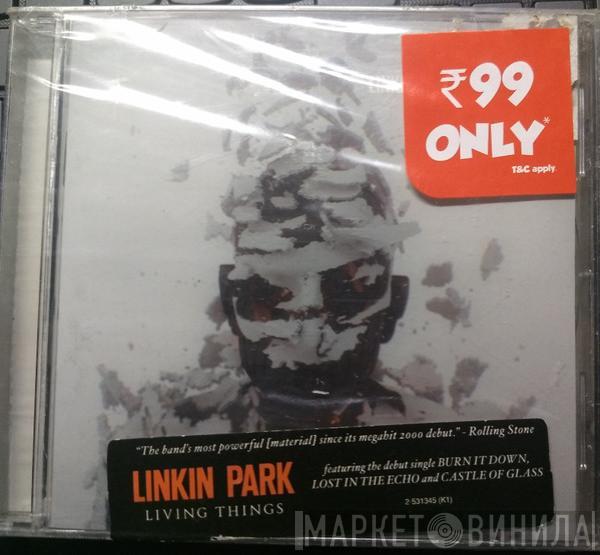 LINK
₹99
ONLY*
T&C apply
"The band's most powerful [material] since its megahit 2000 debut." - Rolling Stone
LINKIN PARK
LIVING THINGS
featuring the debut single BURN IT DOWN,
LOST IN THE ECHO and CASTLE OF GLASS
2 531345 (K1)
МАРКЕТ ВИНИЛА